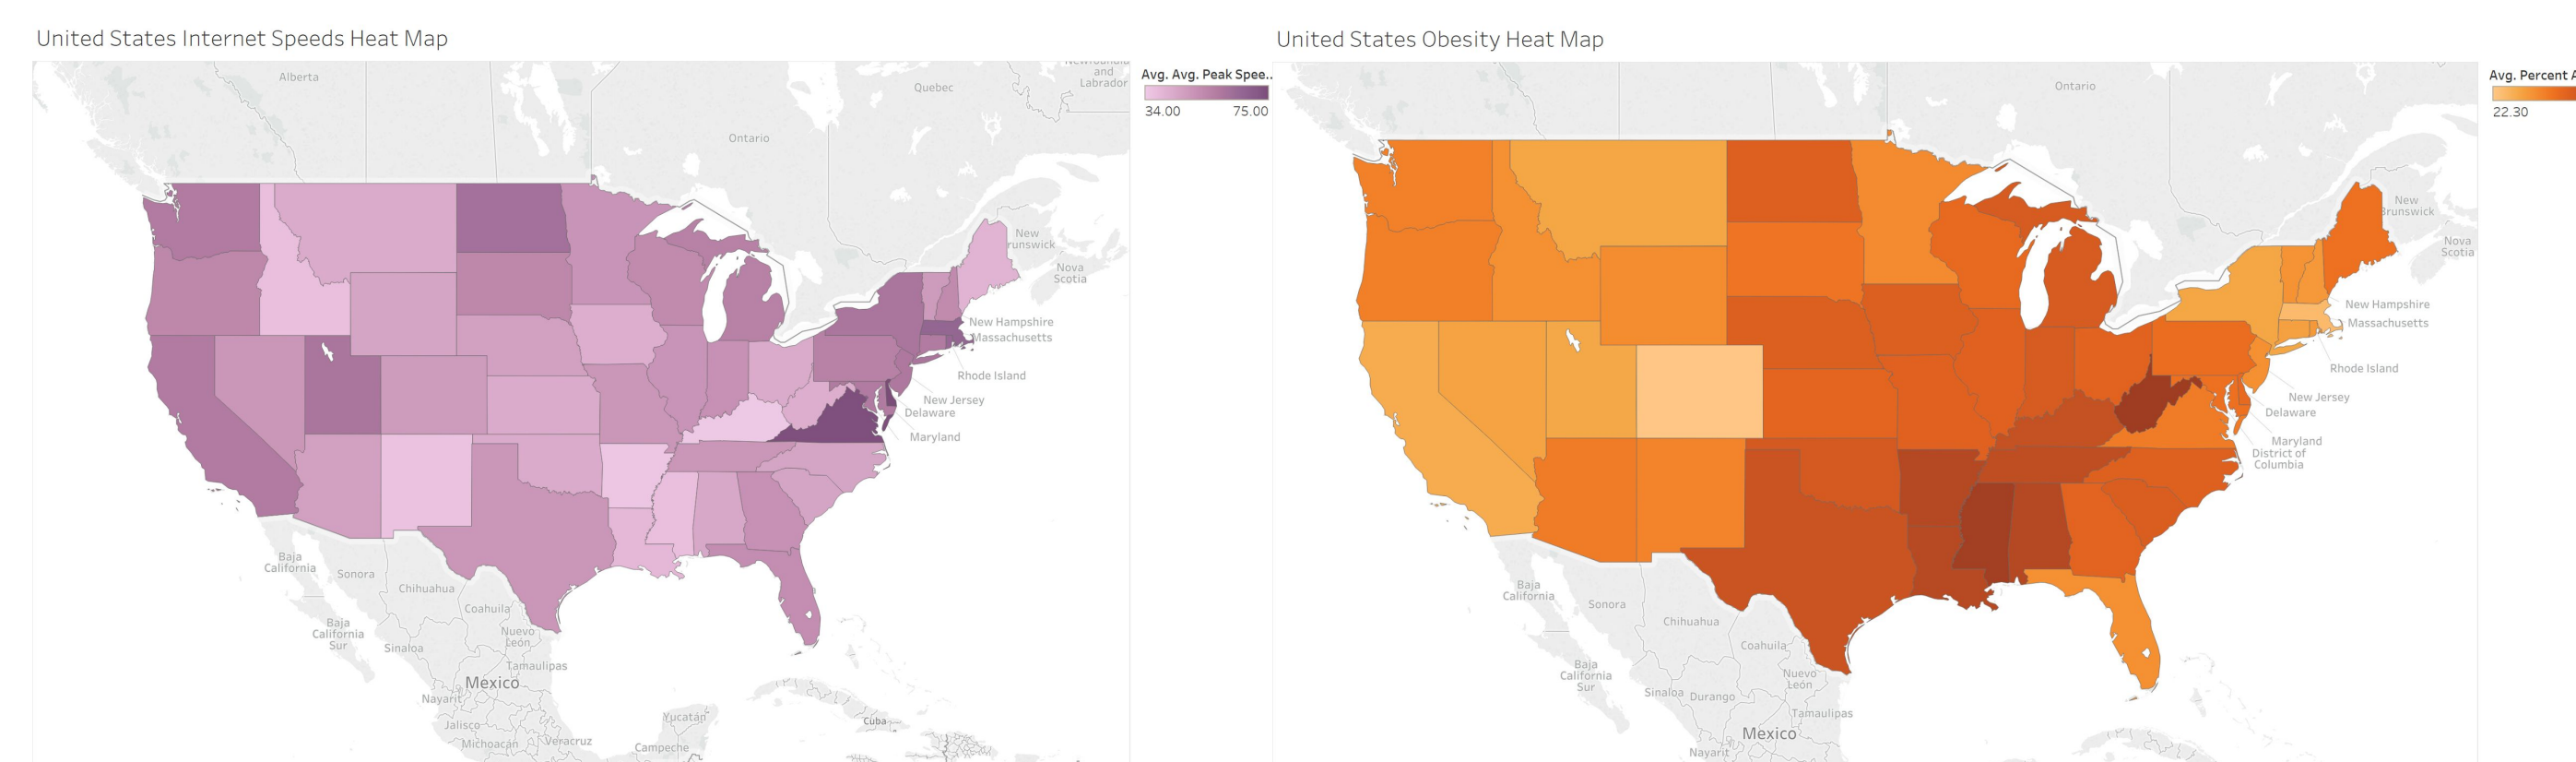 United States Internet Speeds Heat Map
Alberta
Ontario
Quebec
and
Labrador
New
runswick
Nova
Scotia
New Hampshire
Massachusetts
Rhode Island
New Jersey
Delaware
Maryland
Baja
California
Sonora
Chihuahua
Coahuila
Baja
California
Sur
Sinaloa
Nuevo
León
Tamaulipas
Mexico
Nayarit
Jalisco
Michoacán
Veracruz
Yucatán
Campeche
Cuba
Avg. Avg. Peak Spee..
34.00 75.00
United States Obesity Heat Map
Ontario
New
Brunswick
Nova
Scotia
New Hampshire
Massachusetts
Rhode Island
New Jersey
Delaware
Maryland
District of
Columbia
Baja
California
Sonora
Chihuahua
Coahuila
Baja
California
Sur
Sinaloa
Durango
Nuevo
León
Tamaulipas
Mexico
Nayarit
Avg. Percent A
22.30